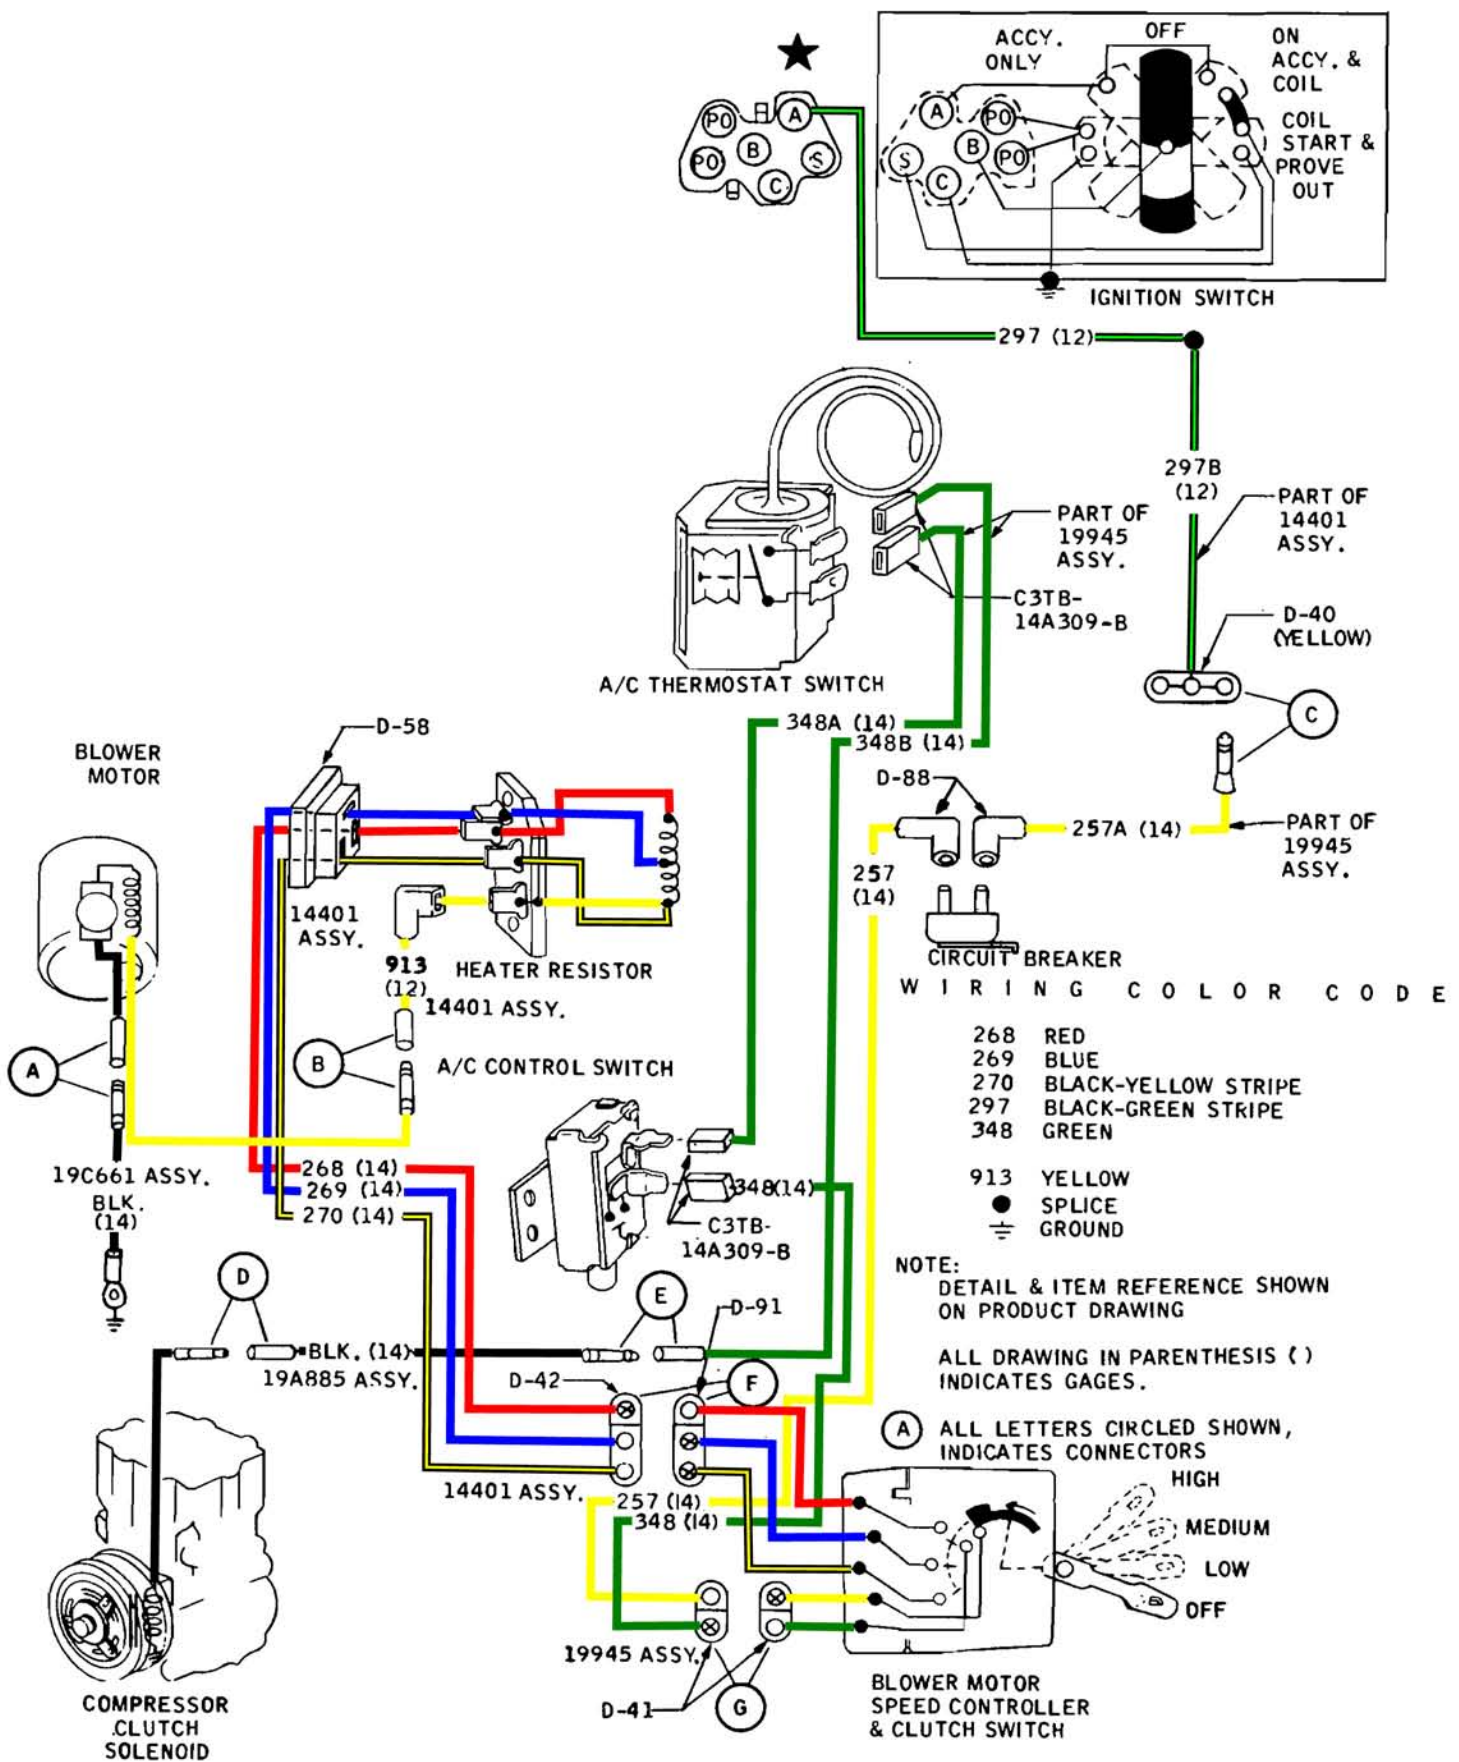 OFF
ACCY.
ONLY
ON
ACCY. &
COIL
COIL
START &
PROVE
OUT
PO
A
B
PO
S
C
A
PO
B
PO
S
C
IGNITION SWITCH
297 (12)
297B
(12)
PART OF
14401
ASSY.
PART OF
19945
ASSY.
C3TB-
14A309-B
D-40
(YELLOW)
C
C
A/C THERMOSTAT SWITCH
348A (14)
348B (14)
D-58
BLOWER
MOTOR
D-88
257A (14)
PART OF
19945
ASSY.
257
(14)
14401
ASSY.
913
(12)
HEATER RESISTOR
14401 ASSY.
CIRCUIT BREAKER
WIRING COLOR CODE
268 RED
269 BLUE
270 BLACK-YELLOW STRIPE
297 BLACK-GREEN STRIPE
348 GREEN
913 YELLOW
SPLICE
GROUND
A
B
A/C CONTROL SWITCH
19C661 ASSY.
BLK.
(14)
268 (14)
269 (14)
270 (14)
348(14)
C3TB-
14A309-B
NOTE:
DETAIL & ITEM REFERENCE SHOWN
ON PRODUCT DRAWING
ALL DRAWING IN PARENTHESIS ( )
INDICATES GAGES.
A ALL LETTERS CIRCLED SHOWN,
INDICATES CONNECTORS
D
E
D-91
BLK. (14)
19A885 ASSY.
D-42
F
14401 ASSY.
257 (14)
348 (14)
HIGH
MEDIUM
LOW
OFF
19945 ASSY.
D-41
G
BLOWER MOTOR
SPEED CONTROLLER
& CLUTCH SWITCH
COMPRESSOR
CLUTCH
SOLENOID